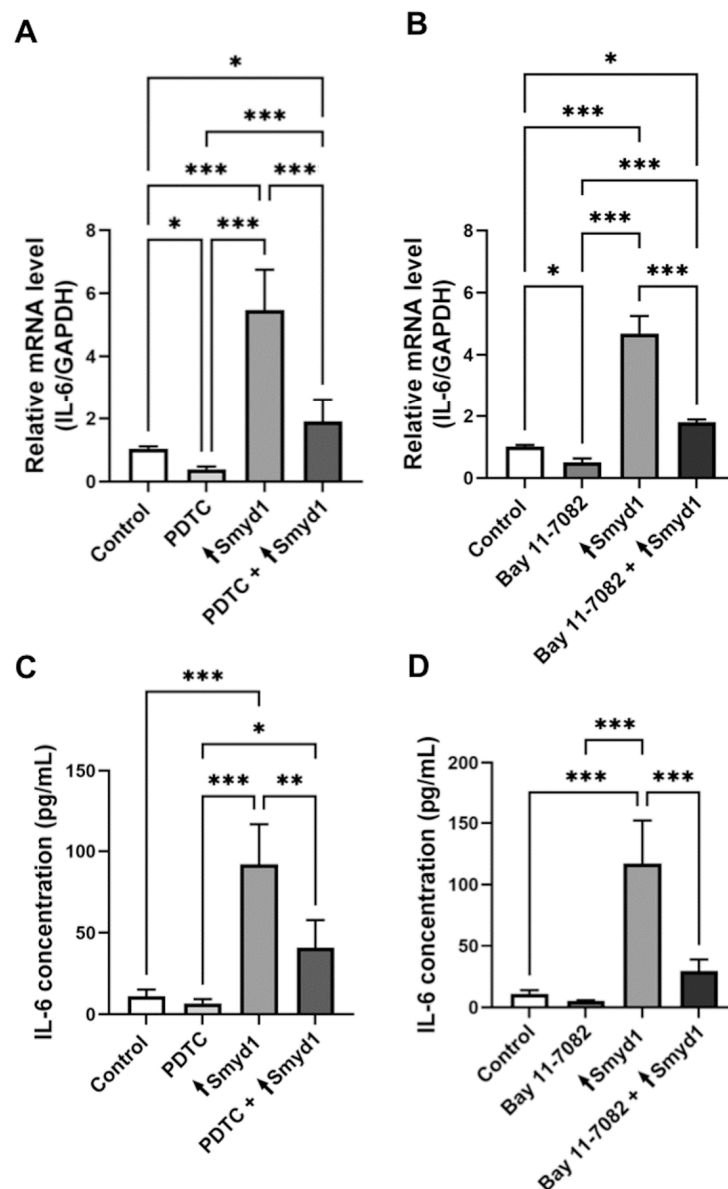 A
*
***
*** ***
* ***
Relative mRNA level
(IL-6/GAPDH)
8
6
4
2
0
Control
PDTC
↑Smyd1
PDTC + ↑Smyd1
B
*
***
***
***
* ***
Relative mRNA level
(IL-6/GAPDH)
8
6
4
2
0
Control
Bay 11-7082
↑Smyd1
Bay 11-7082 + ↑Smyd1
C
***
*
*** **
IL-6 concentration (pg/mL)
150
100
50
0
Control
PDTC
↑Smyd1
PDTC + ↑Smyd1
D
***
*** ***
IL-6 concentration (pg/mL)
200
150
100
50
0
Control
Bay 11-7082
↑Smyd1
Bay 11-7082 + ↑Smyd1